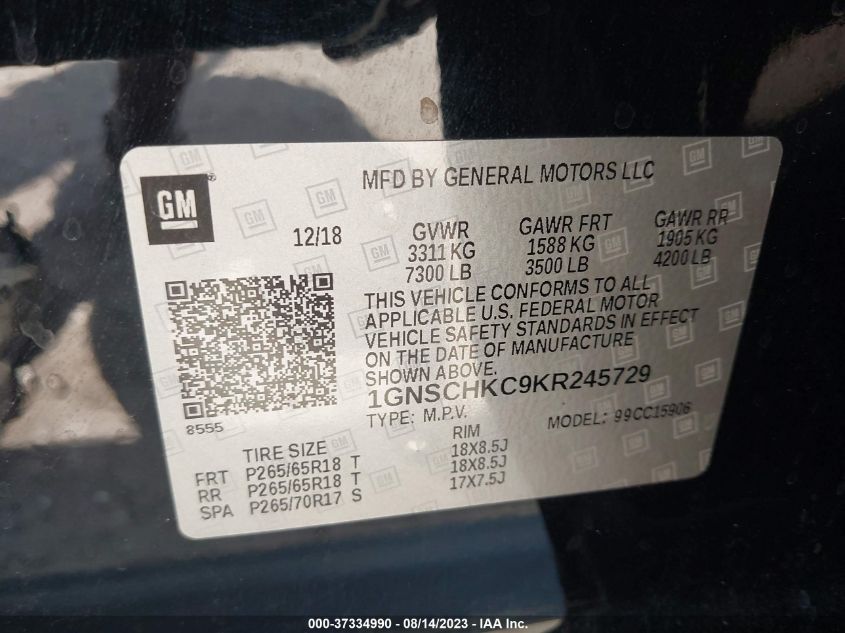 GM
MFD BY GENERAL MOTORS LLC
12/18
GVWR GAWR FRT GAWR RR
3311 KG 1588 KG 1905 KG
7300 LB 3500 LB 4200 LB
THIS VEHICLE CONFORMS TO ALL
APPLICABLE U.S. FEDERAL MOTOR
VEHICLE SAFETY STANDARDS IN EFFECT
ON THE DATE OF MANUFACTURE
SHOWN ABOVE.
1GNSCHKC9KR245729
8555
TYPE: M.P.V. MODEL: 99CC15906
TIRE SIZE RIM
FRT P265/65R18 T 18X8.5J
RR P265/65R18 T 18X8.5J
SPA P265/70R17 S 17X7.5J
000-37334990 - 08/14/2023 - IAA Inc.